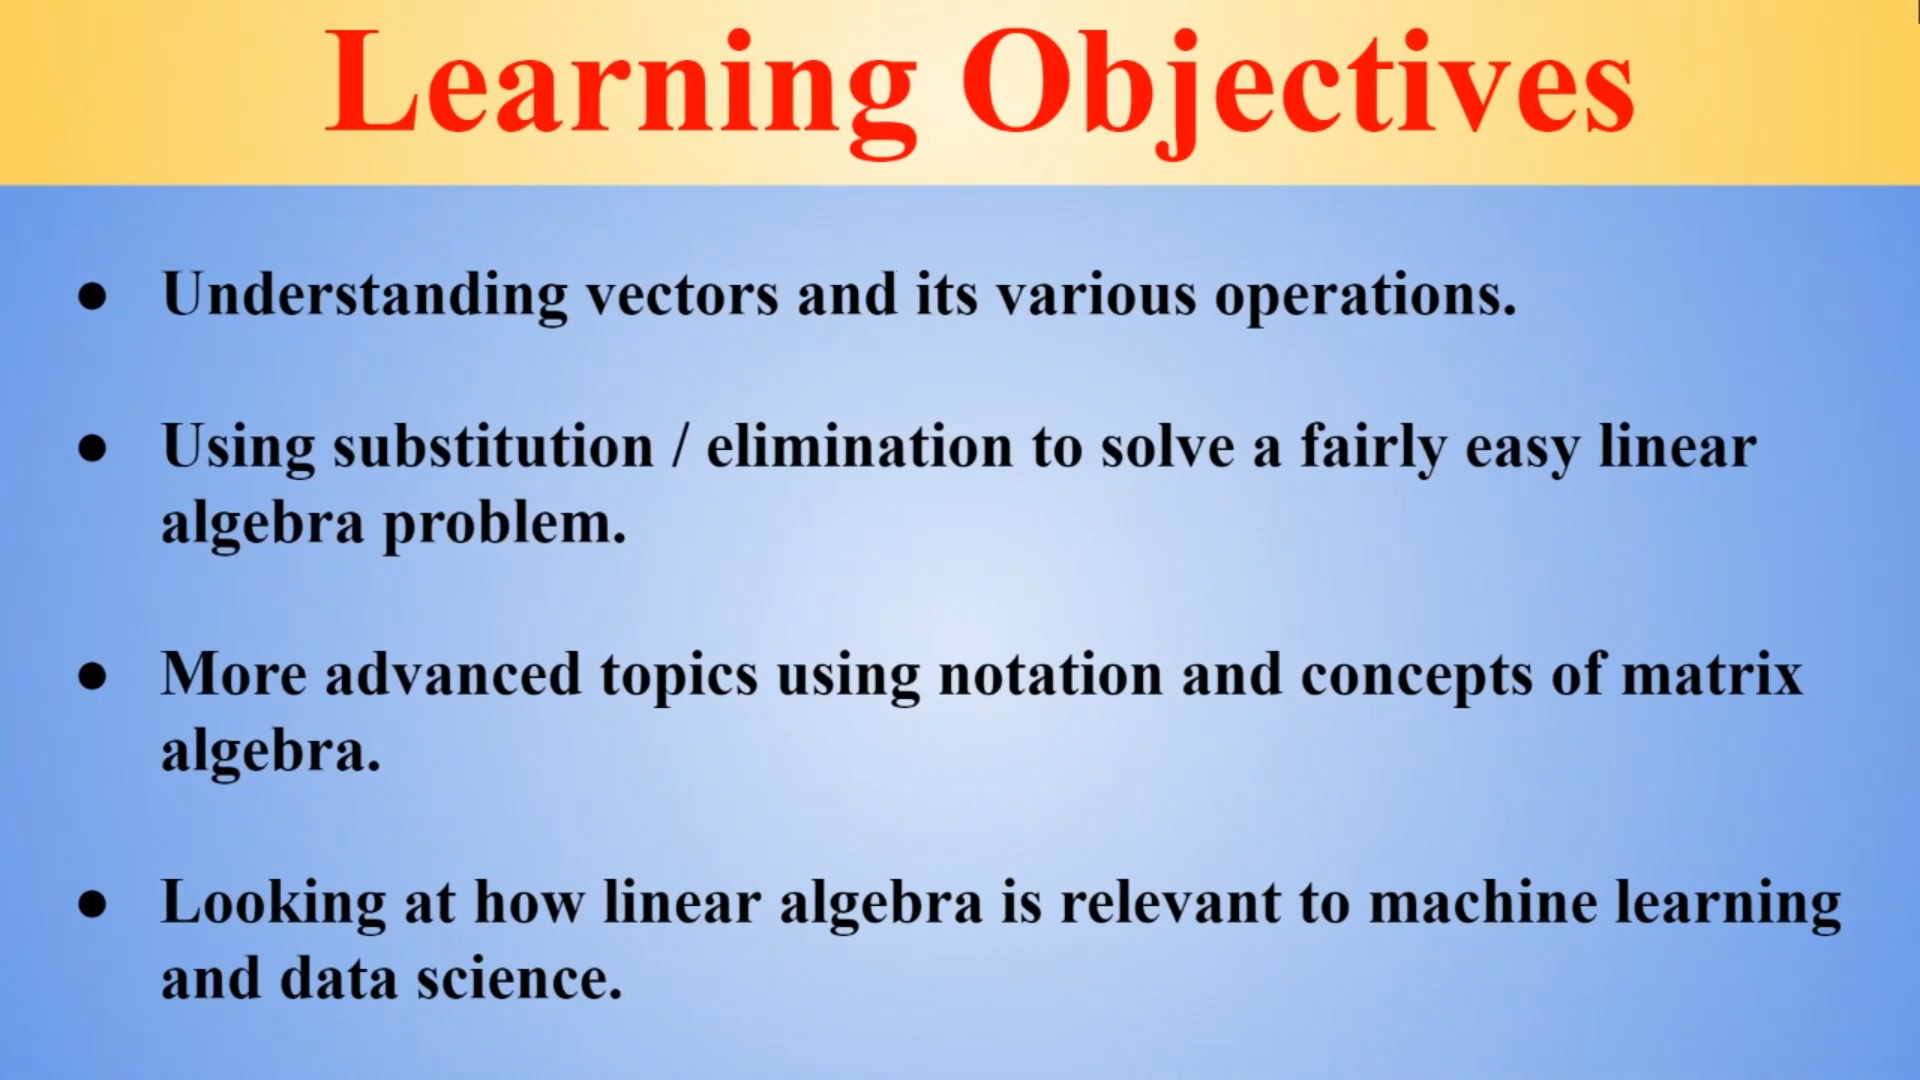 Learning Objectives
● Understanding vectors and its various operations.
● Using substitution / elimination to solve a fairly easy linear
algebra problem.
● More advanced topics using notation and concepts of matrix
algebra.
● Looking at how linear algebra is relevant to machine learning
and data science.